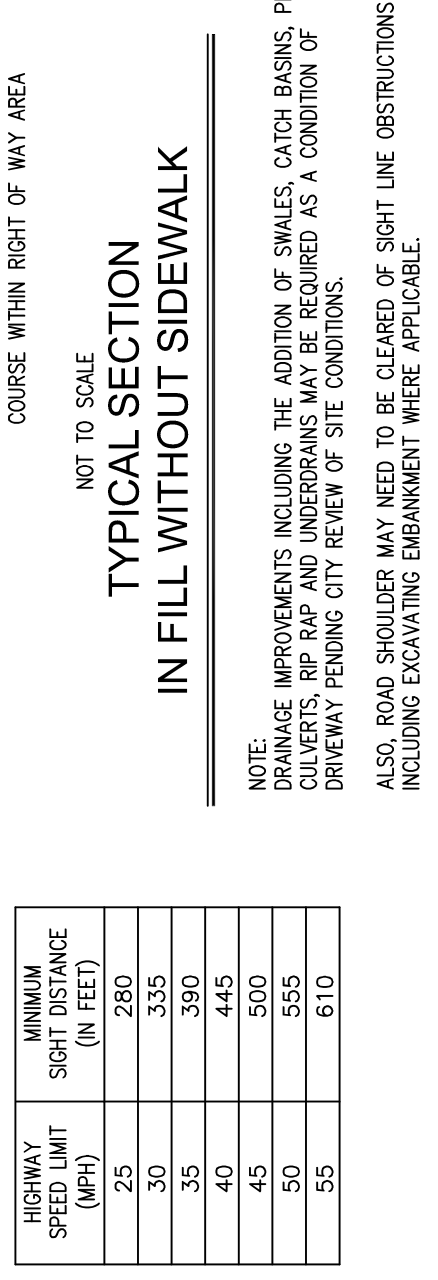 COURSE WITHIN RIGHT OF WAY AREA
NOT TO SCALE
TYPICAL SECTION
IN FILL WITHOUT SIDEWALK
NOTE:
DRAINAGE IMPROVEMENTS INCLUDING THE ADDITION OF SWALES, CATCH BASINS,
CULVERTS, RIP RAP AND UNDERDRAINS MAY BE REQUIRED AS A CONDITION OF
DRIVEWAY PENDING CITY REVIEW OF SITE CONDITIONS.
ALSO, ROAD SHOULDER MAY NEED TO BE CLEARED OF SIGHT LINE OBSTRUCTIONS
INCLUDING EXCAVATING EMBANKMENT WHERE APPLICABLE.
HIGHWAY SPEED LIMIT (MPH) MINIMUM SIGHT DISTANCE (IN FEET)
25 280
30 335
35 390
40 445
45 500
50 555
55 610